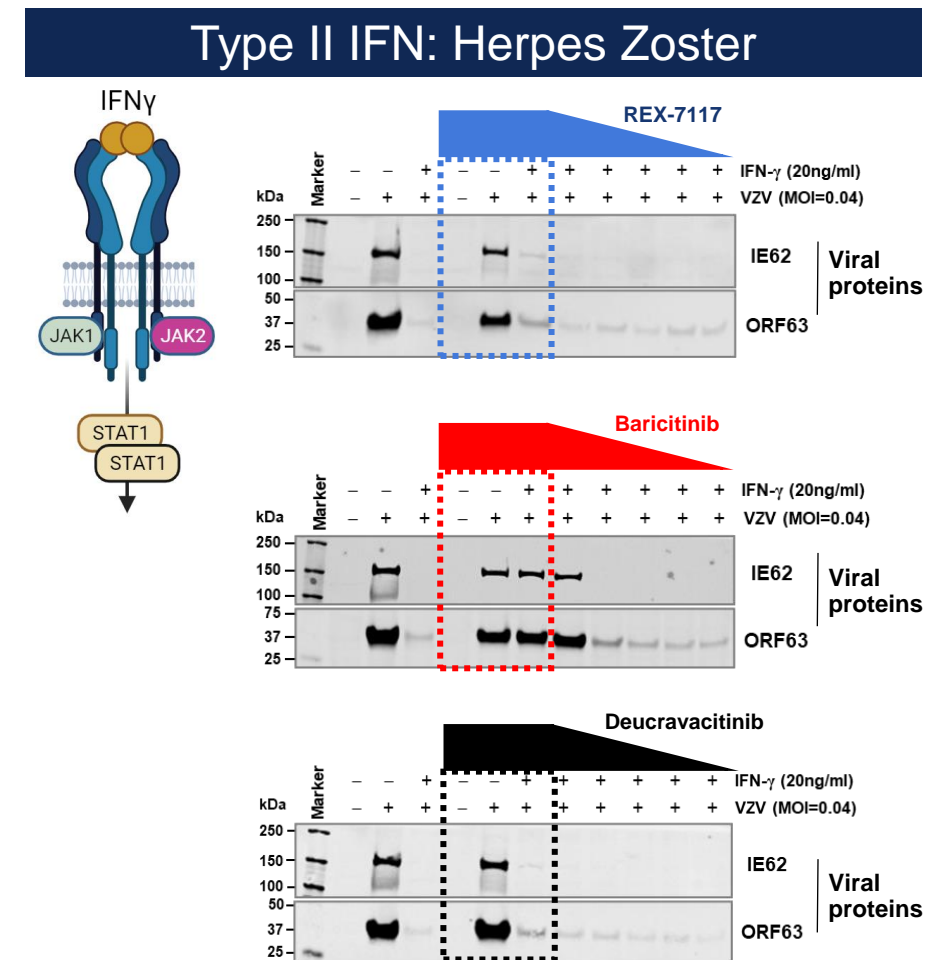 Type II IFN: Herpes Zoster
IFNγ
JAK1
JAK2
STAT1
STAT1
REX-7117
Marker
kDa
– – + – – + + + + + + IFN-γ (20ng/ml)
– + + – + + + + + + + VZV (MOI=0.04)
250
150
100
IE62
50
37
25
ORF63
Viral
proteins
Baricitinib
Marker
kDa
– – + – – + + + + + + IFN-γ (20ng/ml)
– + + – + + + + + + + VZV (MOI=0.04)
250
150
100
IE62
75
37
25
ORF63
Viral
proteins
Deucravacitinib
Marker
kDa
– – + – – + + + + + + IFN-γ (20ng/ml)
– + + – + + + + + + + VZV (MOI=0.04)
250
150
100
IE62
50
37
25
ORF63
Viral
proteins